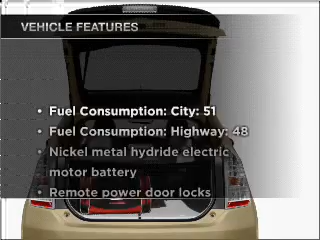 VEHICLE FEATURES
• Fuel Consumption: City: 51
• Fuel Consumption: Highway: 48
• Nickel metal hydride electric
motor battery
• Remote power door locks